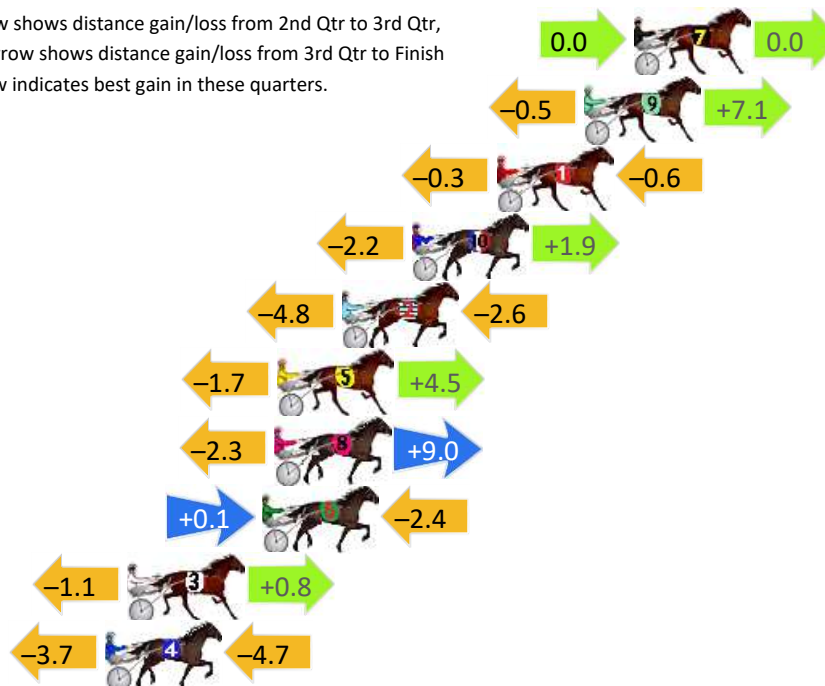 w shows distance gain/loss from 2nd Qtr to 3rd Qtr,
rrow shows distance gain/loss from 3rd Qtr to Finish
w indicates best gain in these quarters.
0.0 7 0.0
–0.5 9 +7.1
–0.3 1 –0.6
–2.2 10 +1.9
–4.8 2 –2.6
–1.7 5 +4.5
–2.3 8 +9.0
+0.1 6 –2.4
–1.1 3 +0.8
–3.7 4 –4.7